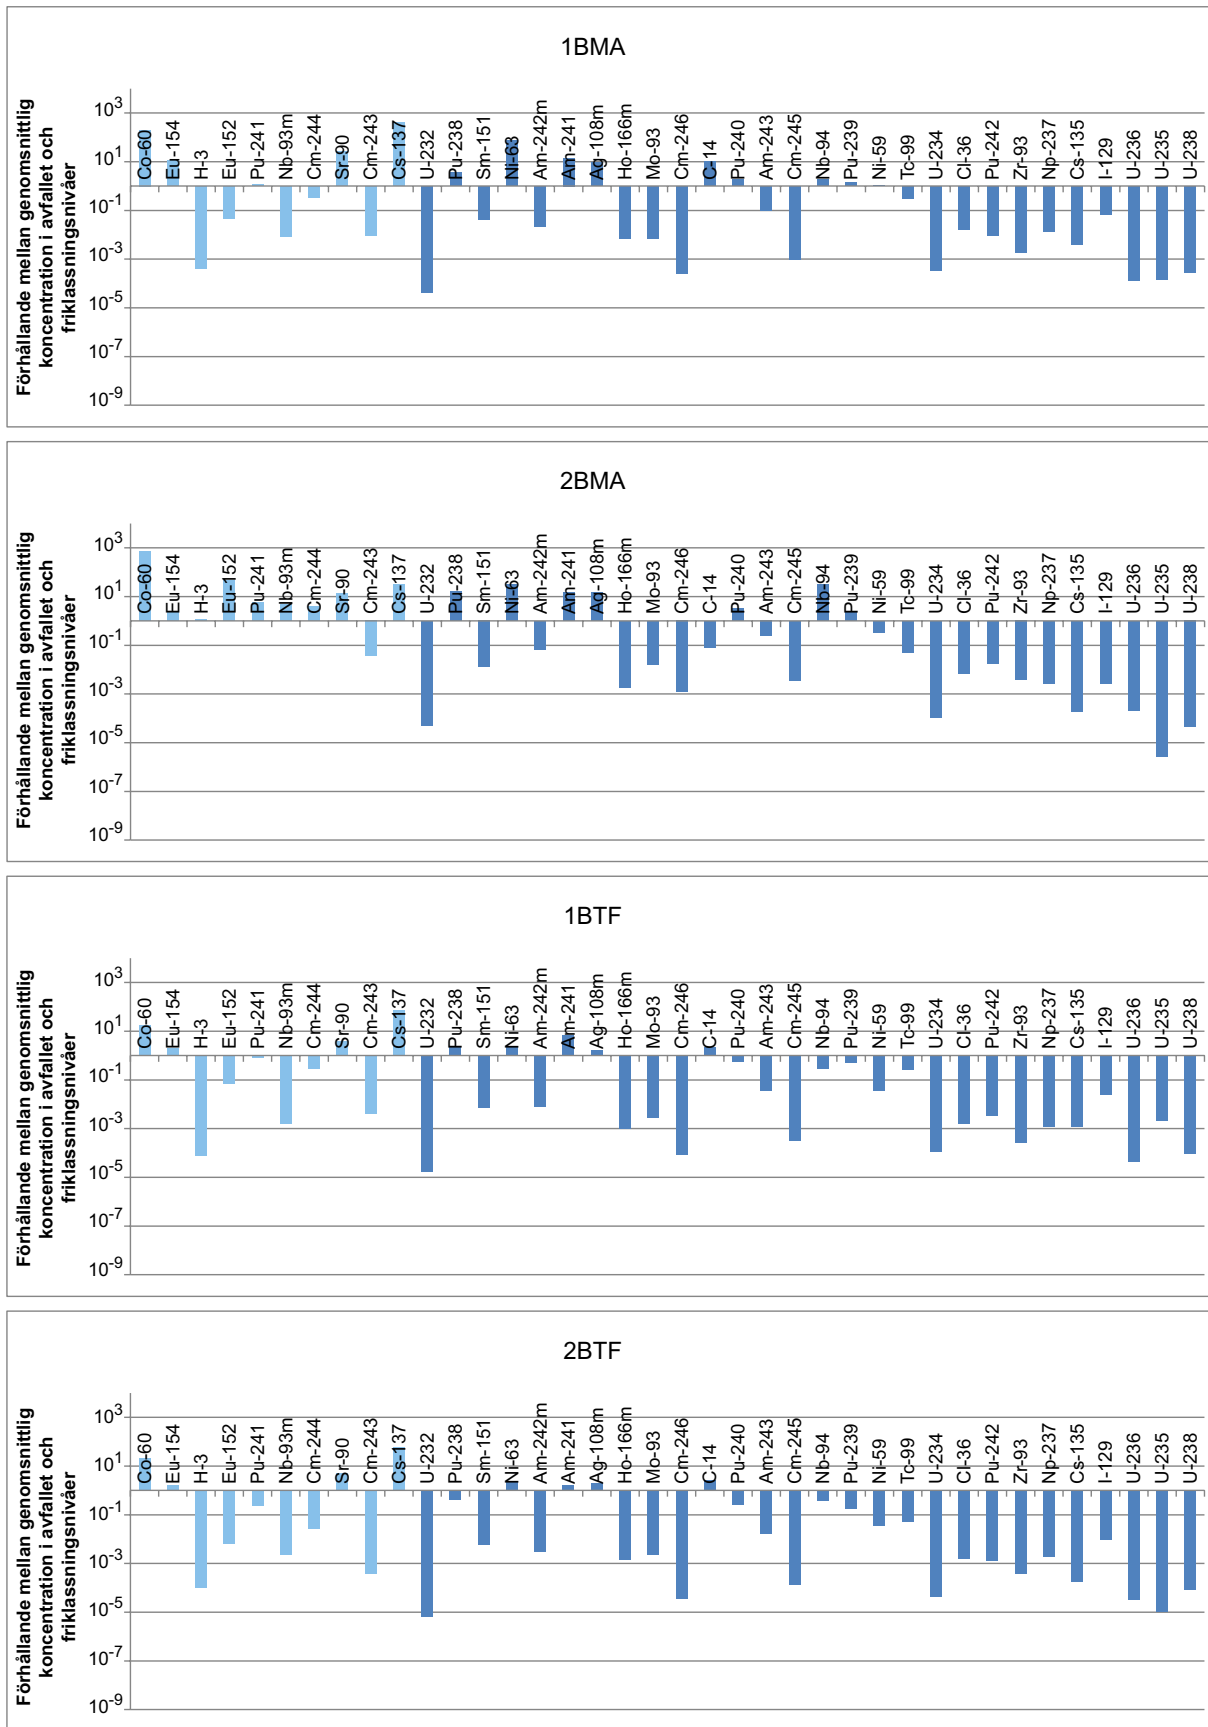 1BMA
Förhållande mellan genomsnittlig
koncentration i avfallet och
friklassningsnivåer
10³
10¹
10⁻¹
10⁻³
10⁻⁵
10⁻⁷
10⁻⁹
Co-60
Eu-154
H-3
Eu-152
Pu-241
Nb-93m
Cm-244
Sr-90
Cm-243
Cs-137
U-232
Pu-238
Sm-151
Ni-63
Am-242m
Am-241
Ag-108m
Ho-166m
Mo-93
Cm-246
C-14
Pu-240
Am-243
Cm-245
Nb-94
Pu-239
Ni-59
Tc-99
U-234
Cl-36
Pu-242
Zr-93
Np-237
Cs-135
I-129
U-236
U-235
U-238
2BMA
Förhållande mellan genomsnittlig
koncentration i avfallet och
friklassningsnivåer
10³
10¹
10⁻¹
10⁻³
10⁻⁵
10⁻⁷
10⁻⁹
Co-60
Eu-154
H-3
Eu-152
Pu-241
Nb-93m
Cm-244
Sr-90
Cm-243
Cs-137
U-232
Pu-238
Sm-151
Ni-63
Am-242m
Am-241
Ag-108m
Ho-166m
Mo-93
Cm-246
C-14
Pu-240
Am-243
Cm-245
Nb-94
Pu-239
Ni-59
Tc-99
U-234
Cl-36
Pu-242
Zr-93
Np-237
Cs-135
I-129
U-236
U-235
U-238
1BTF
Förhållande mellan genomsnittlig
koncentration i avfallet och
friklassningsnivåer
10³
10¹
10⁻¹
10⁻³
10⁻⁵
10⁻⁷
10⁻⁹
Co-60
Eu-154
H-3
Eu-152
Pu-241
Nb-93m
Cm-244
Sr-90
Cm-243
Cs-137
U-232
Pu-238
Sm-151
Ni-63
Am-242m
Am-241
Ag-108m
Ho-166m
Mo-93
Cm-246
C-14
Pu-240
Am-243
Cm-245
Nb-94
Pu-239
Ni-59
Tc-99
U-234
Cl-36
Pu-242
Zr-93
Np-237
Cs-135
I-129
U-236
U-235
U-238
2BTF
Förhållande mellan genomsnittlig
koncentration i avfallet och
friklassningsnivåer
10³
10¹
10⁻¹
10⁻³
10⁻⁵
10⁻⁷
10⁻⁹
Co-60
Eu-154
H-3
Eu-152
Pu-241
Nb-93m
Cm-244
Sr-90
Cm-243
Cs-137
U-232
Pu-238
Sm-151
Ni-63
Am-242m
Am-241
Ag-108m
Ho-166m
Mo-93
Cm-246
C-14
Pu-240
Am-243
Cm-245
Nb-94
Pu-239
Ni-59
Tc-99
U-234
Cl-36
Pu-242
Zr-93
Np-237
Cs-135
I-129
U-236
U-235
U-238